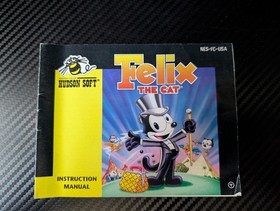 NES-FC-USA
HUDSON SOFT
Felix
THE CAT
INSTRUCTION
MANUAL